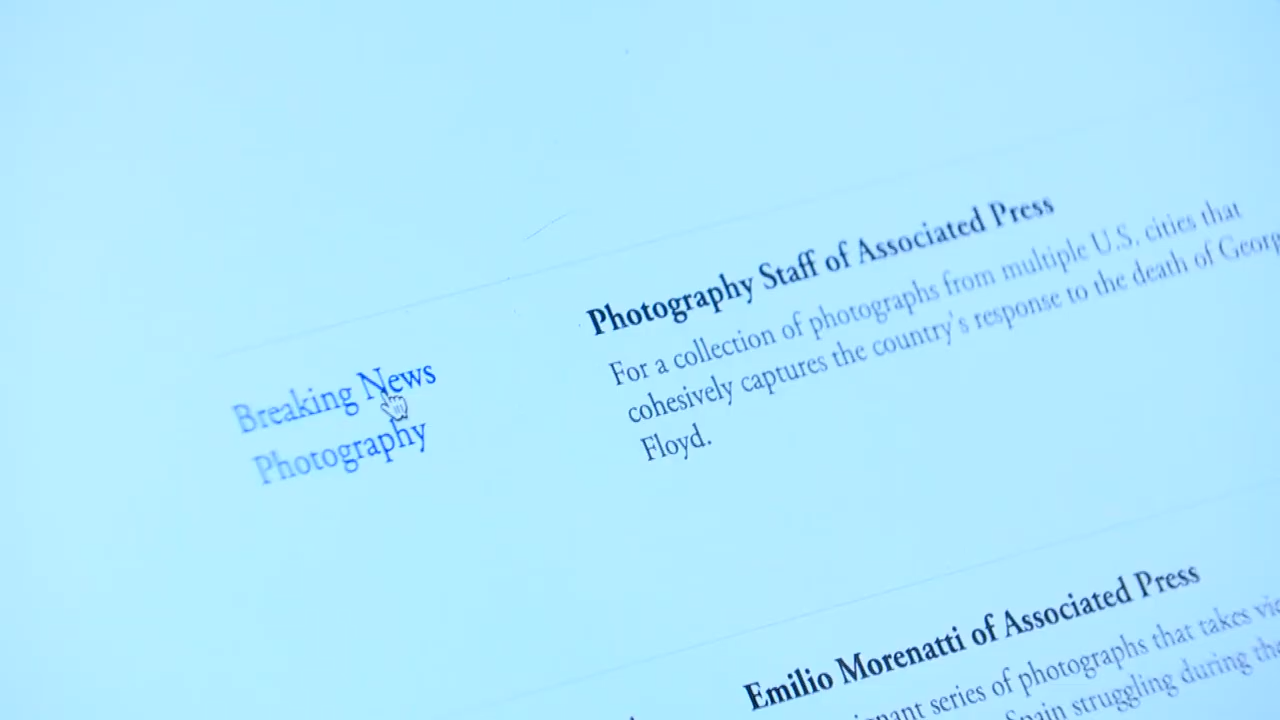 Photography Staff of Associated Press
For a collection of photographs from multiple U.S. cities that
cohesively captures the country's response to the death of
Floyd.
Breaking News
Photography
Emilio Morenatti of Associated Press
series of photographs that takes
Spain struggling during the